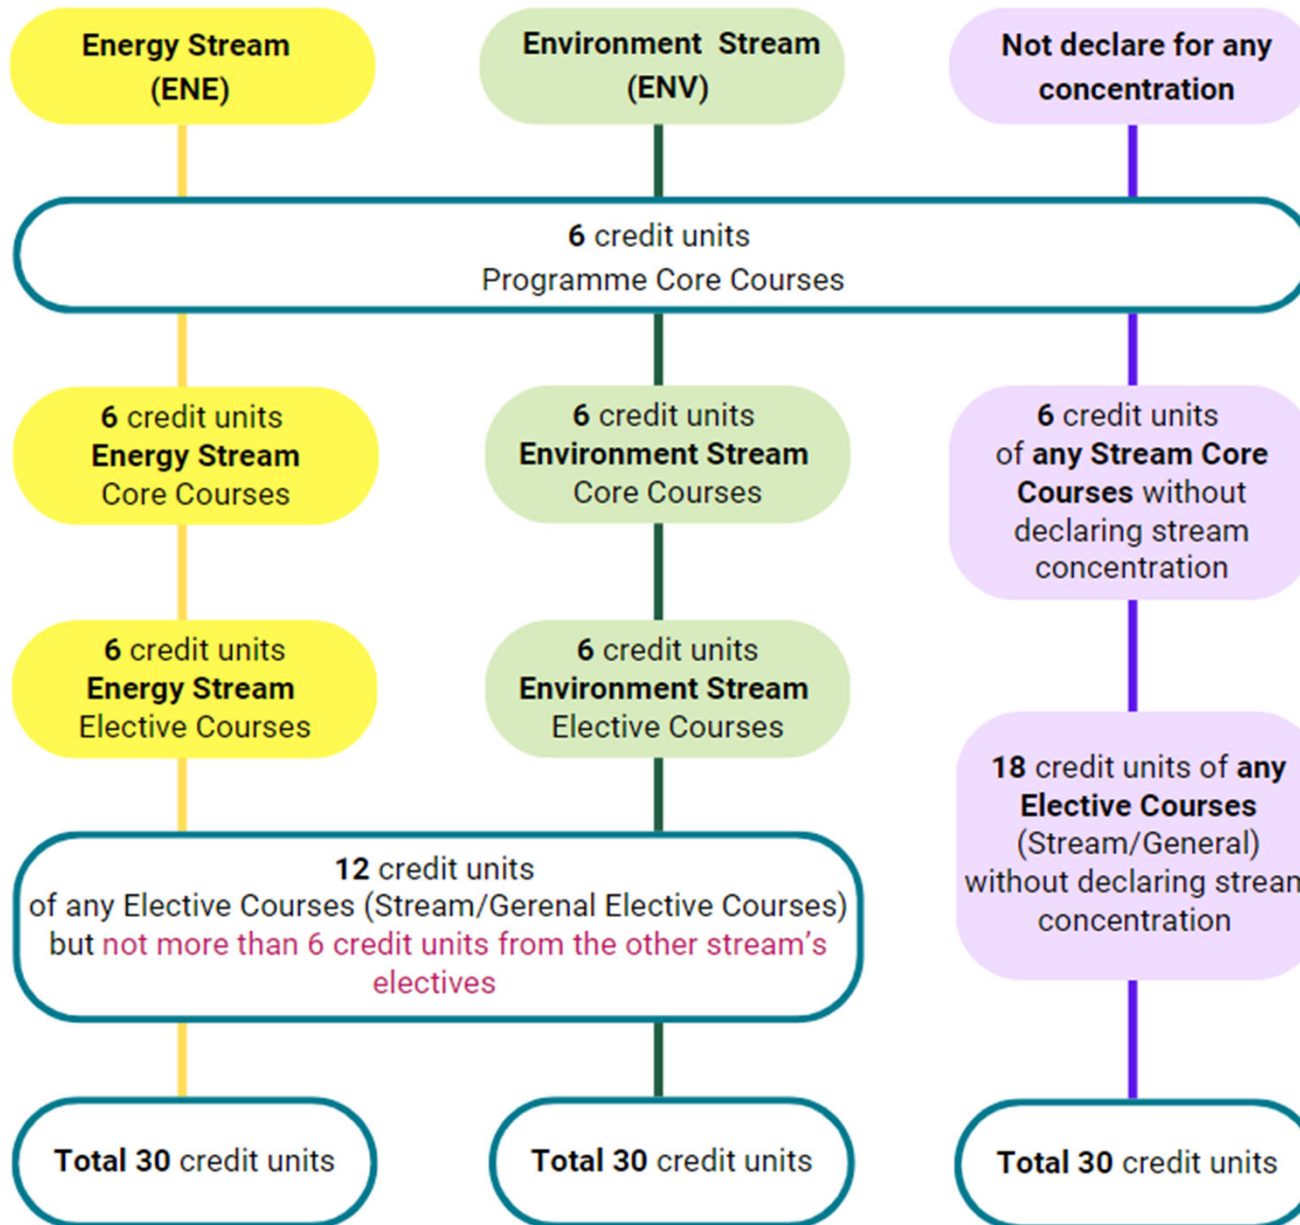 Energy Stream
(ENE)
Environment Stream
(ENV)
Not declare for any
concentration
6 credit units
Programme Core Courses
6 credit units
Energy Stream
Core Courses
6 credit units
Environment Stream
Core Courses
6 credit units
of any Stream Core
Courses without
declaring stream
concentration
6 credit units
Energy Stream
Elective Courses
6 credit units
Environment Stream
Elective Courses
18 credit units of any
Elective Courses
(Stream/General)
without declaring stream
concentration
12 credit units
of any Elective Courses (Stream/Gerenal Elective Courses)
but not more than 6 credit units from the other stream's
electives
Total 30 credit units
Total 30 credit units
Total 30 credit units